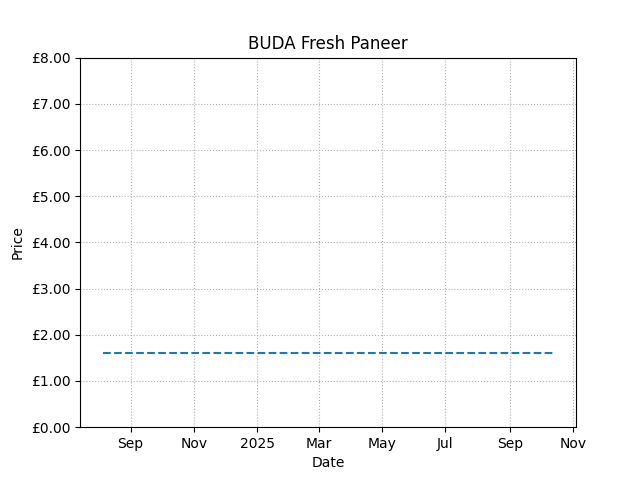 BUDA Fresh Paneer
£8.00
£7.00
£6.00
£5.00
£4.00
£3.00
£2.00
£1.00
£0.00
Price
Sep Nov 2025 Mar May Jul Sep Nov
Date